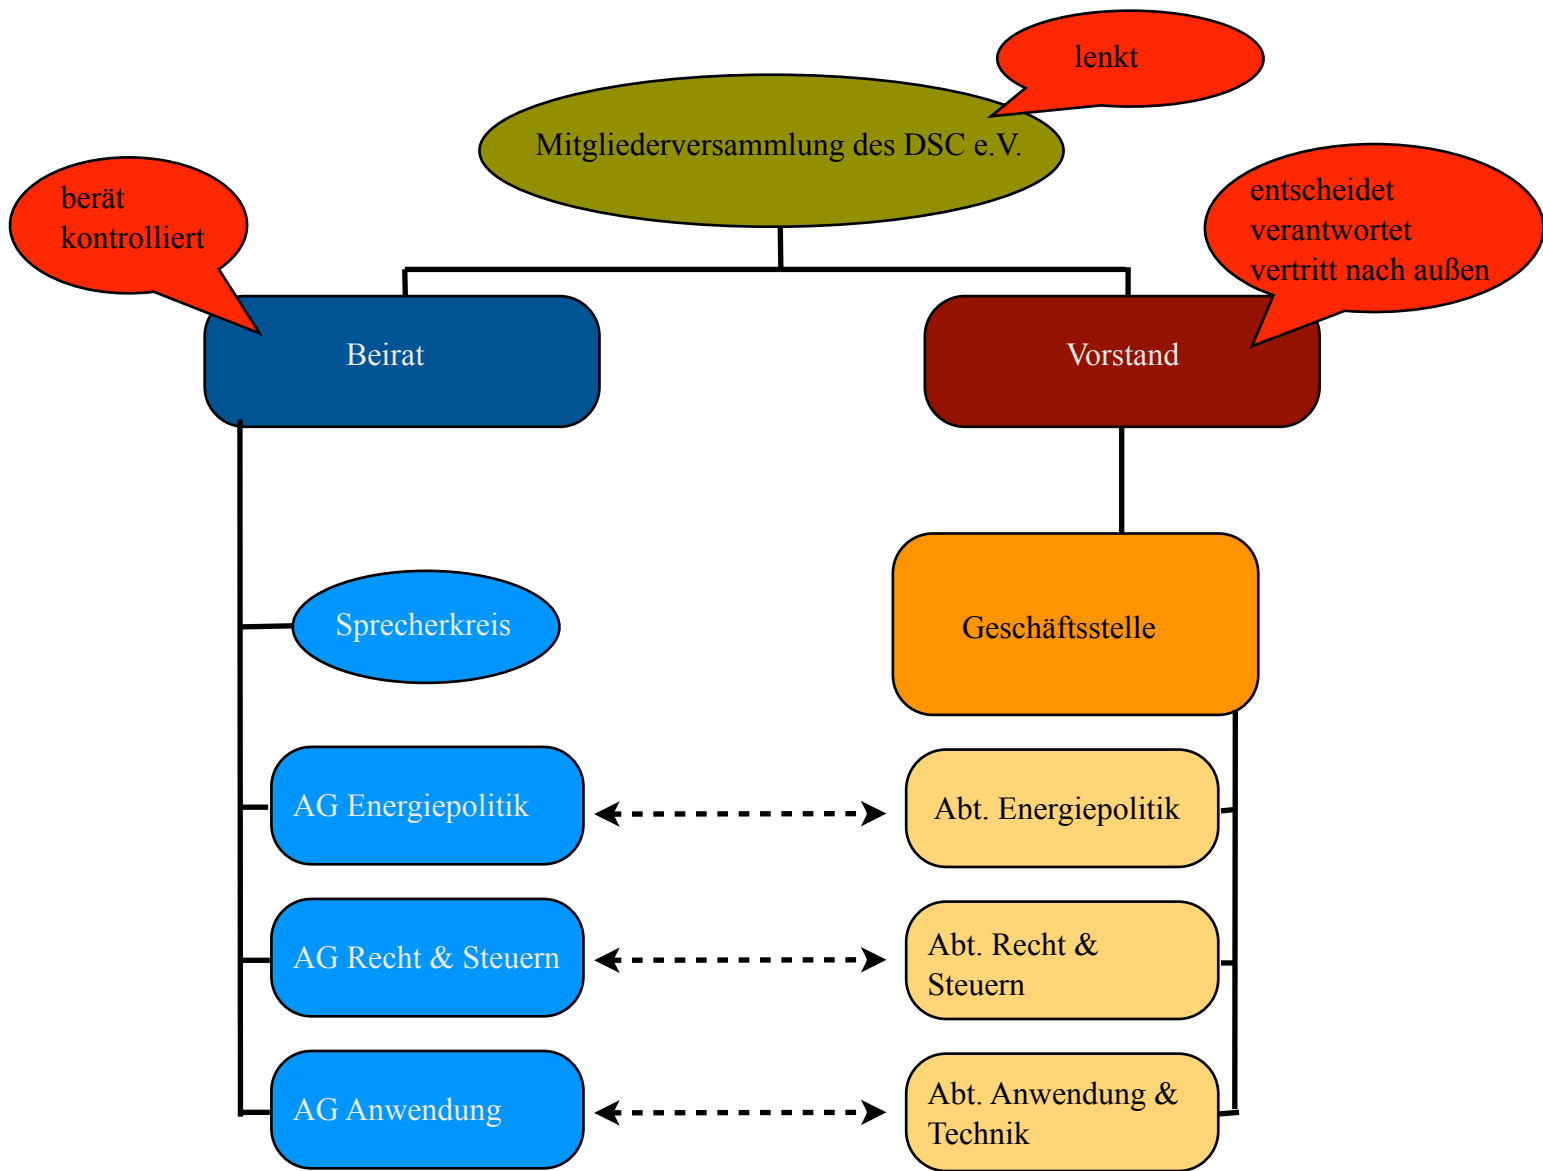 lenkt
Mitgliederversammlung des DSC e.V.
berät
kontrolliert
entscheidet
verantwortet
vertritt nach außen
Beirat
Vorstand
Sprecherkreis
Geschäftsstelle
AG Energiepolitik
Abt. Energiepolitik
AG Recht & Steuern
Abt. Recht &
Steuern
AG Anwendung
Abt. Anwendung &
Technik